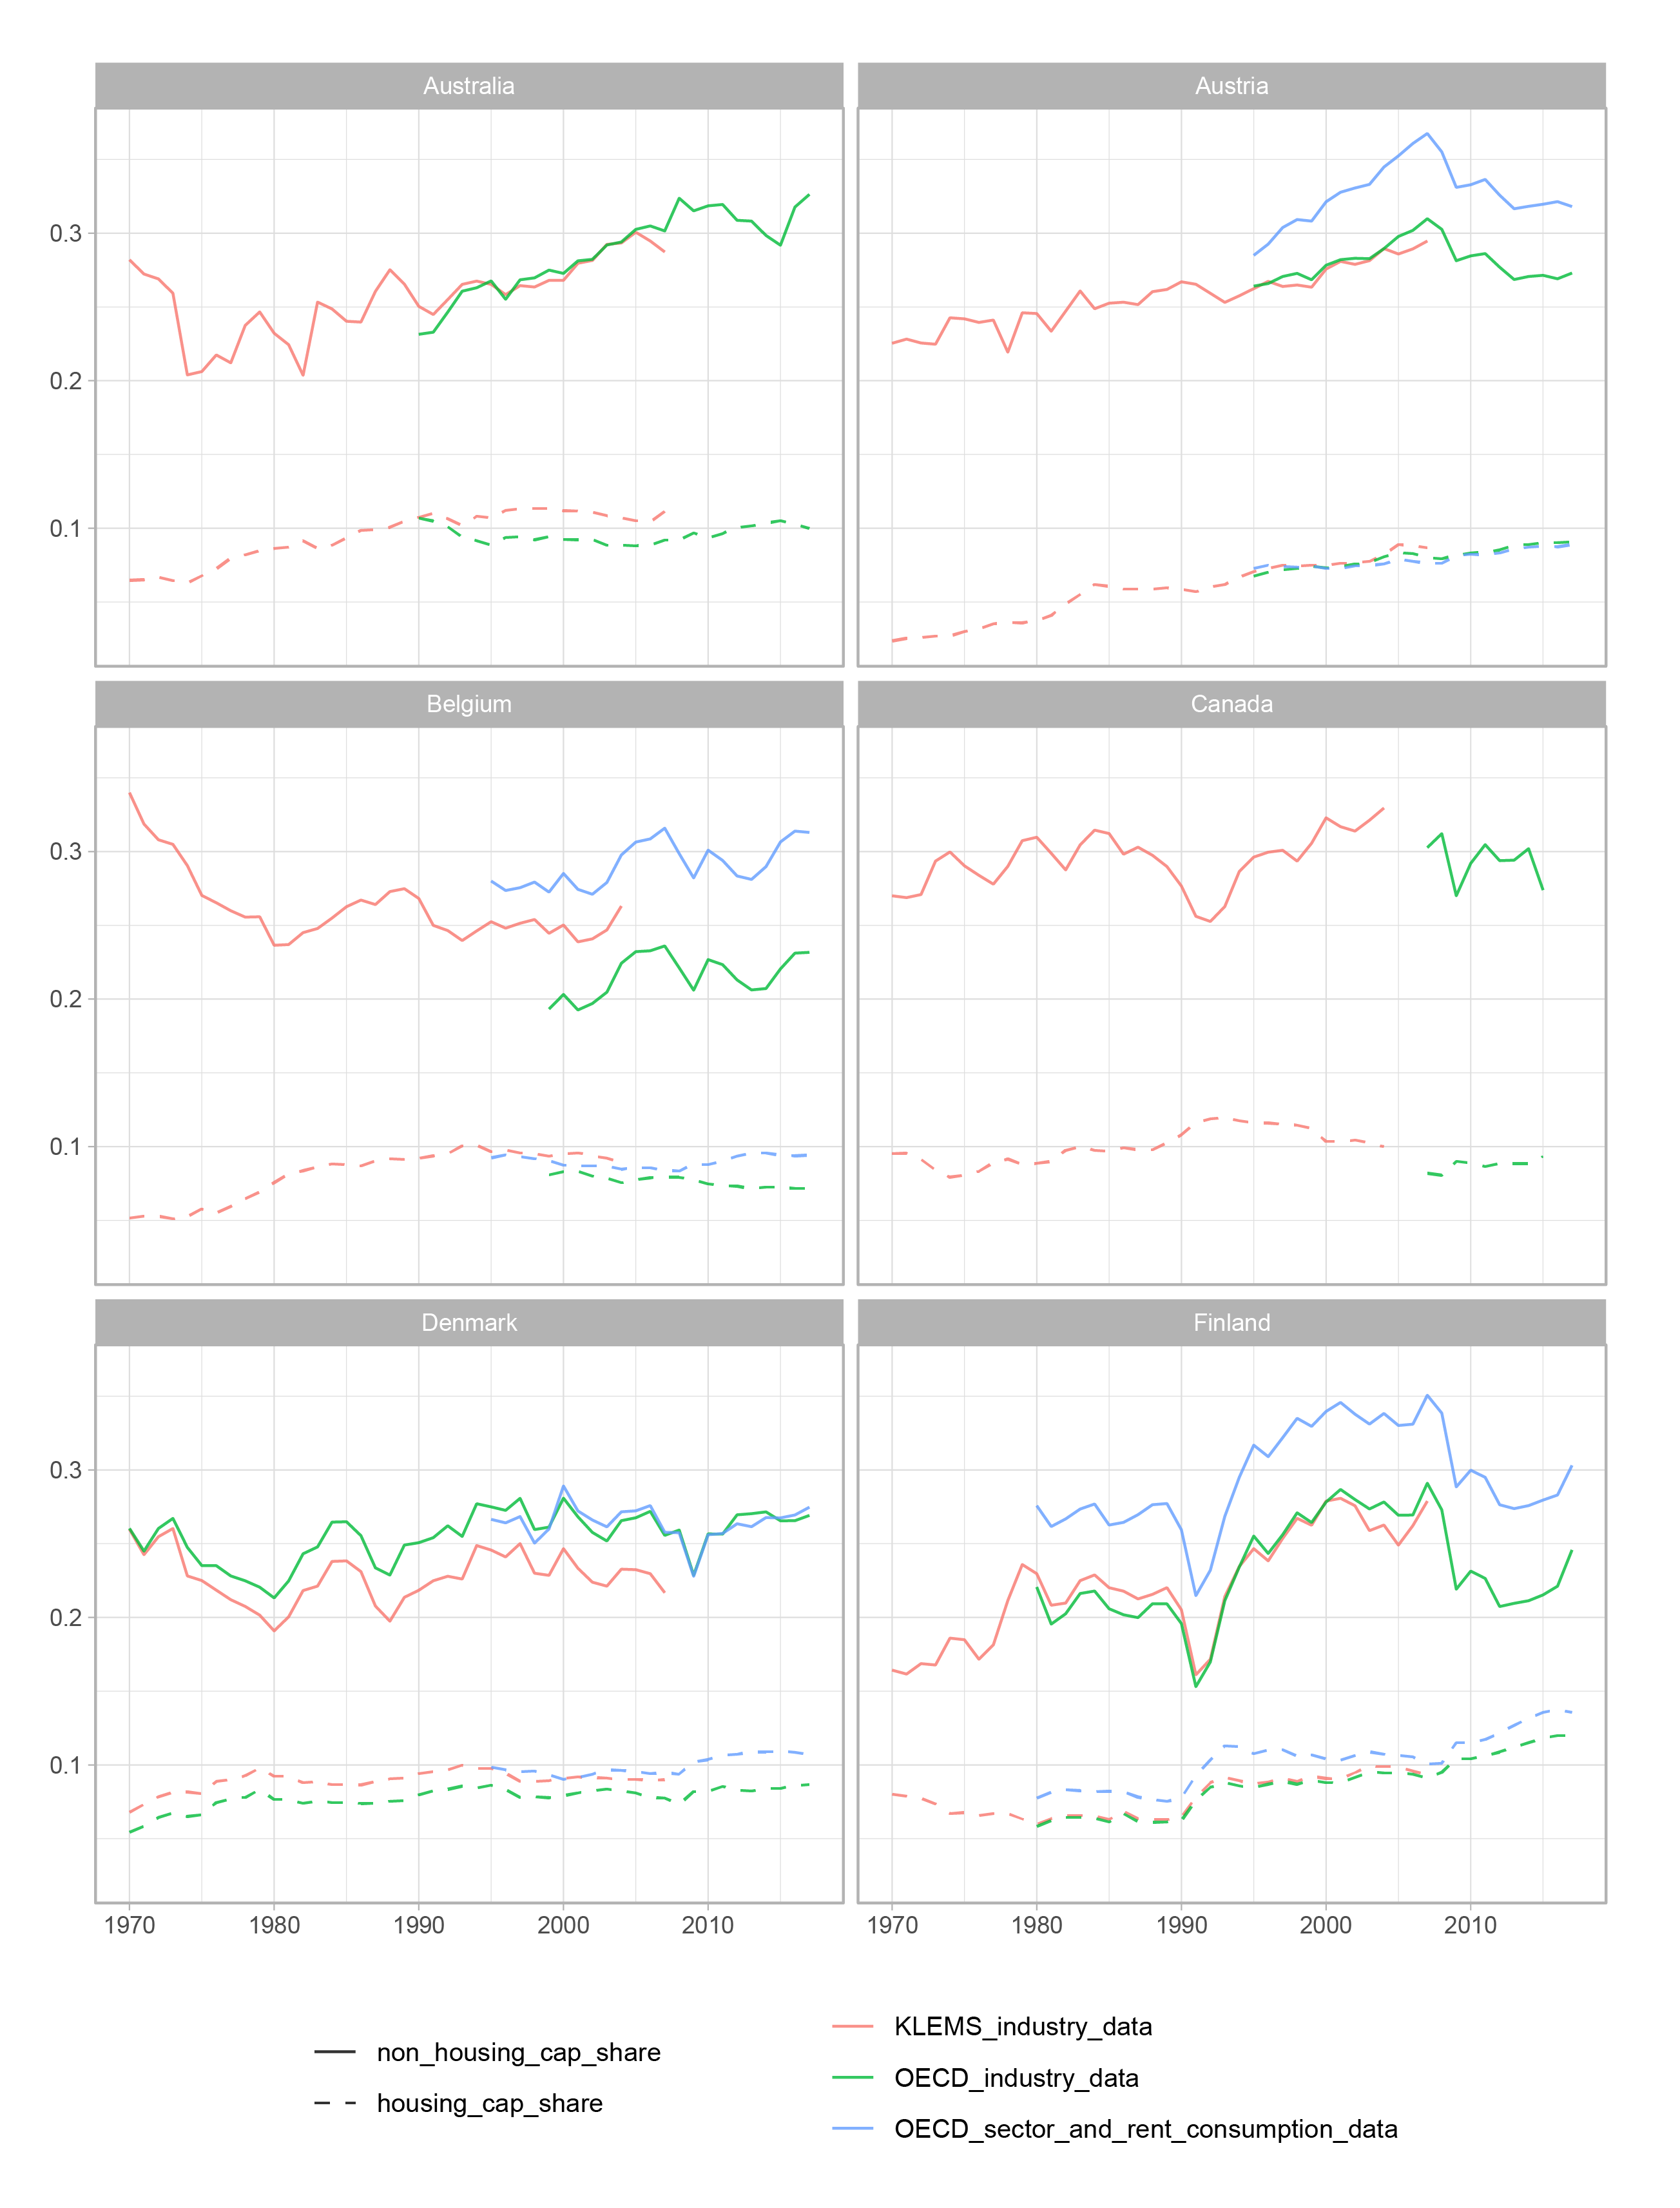 Australia
Austria
0.3
0.2
0.1
Belgium
Canada
0.3
0.2
0.1
Denmark
Finland
0.3
0.2
0.1
1970 1980 1990 2000 2010
1970 1980 1990 2000 2010
non_housing_cap_share
housing_cap_share
KLEMS_industry_data
OECD_industry_data
OECD_sector_and_rent_consumption_data